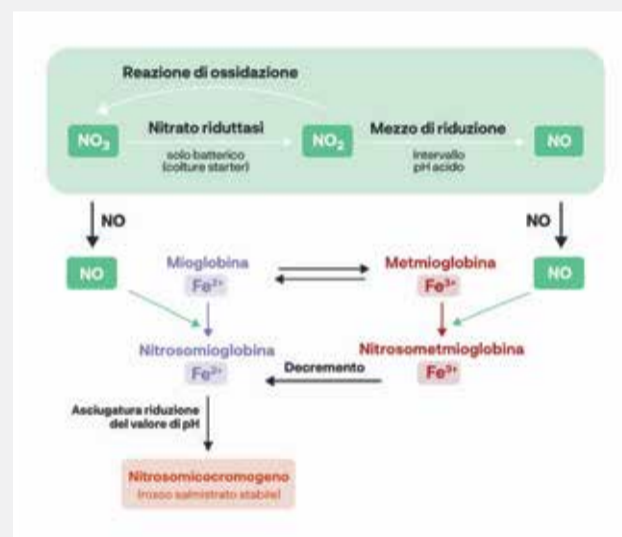 Reazione di ossidazione
NO₃
Nitrato riduttasi
solo batterico
(colture starter)
NO₂
Mezzo di riduzione
Intervallo
pH acido
NO
NO
NO
NO
Mioglobina
Fe²⁺
Metmioglobina
Fe³⁺
NO
Nitrosomioglobina
Fe²⁺
Decremento
Nitrosometmioglobina
Fe³⁺
Asciugatura riduzione
del valore di pH
Nitrosomicocromogeno
(rosso salmistrato stabile)